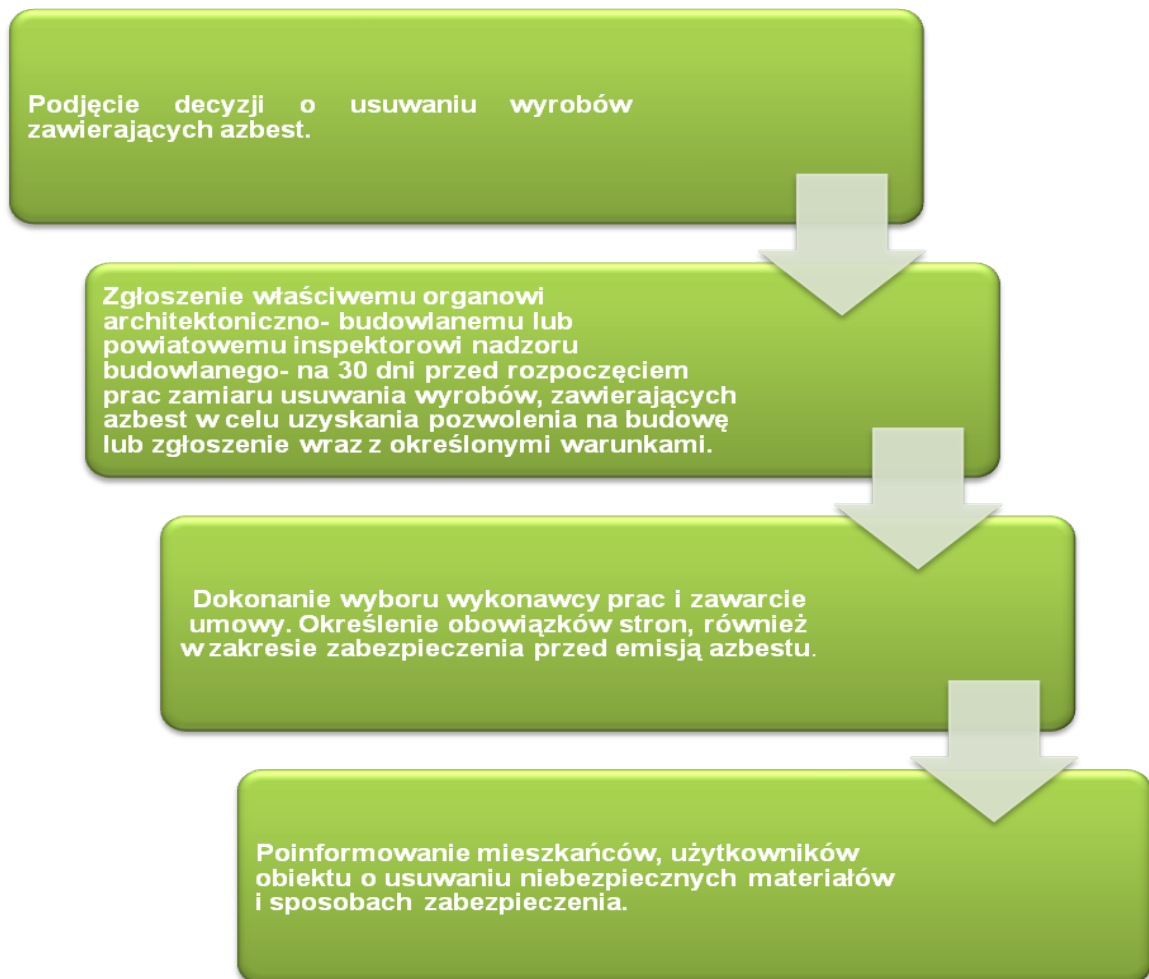 Podjęcie decyzji o usuwaniu wyrobów
zawierających azbest.
Zgłoszenie właściwemu organowi
architektoniczno- budowlanemu lub
powiatowemu inspektorowi nadzoru
budowlanego- na 30 dni przed rozpoczęciem
prac zamiaru usuwania wyrobów, zawierających
azbest w celu uzyskania pozwolenia na budowę
lub zgłoszenie wraz z określonymi warunkami.
Dokonanie wyboru wykonawcy prac i zawarcie
umowy. Określenie obowiązków stron, również
w zakresie zabezpieczenia przed emisją azbestu.
Poinformowanie mieszkańców, użytkowników
obiektu o usuwaniu niebezpiecznych materiałów
i sposobach zabezpieczenia.